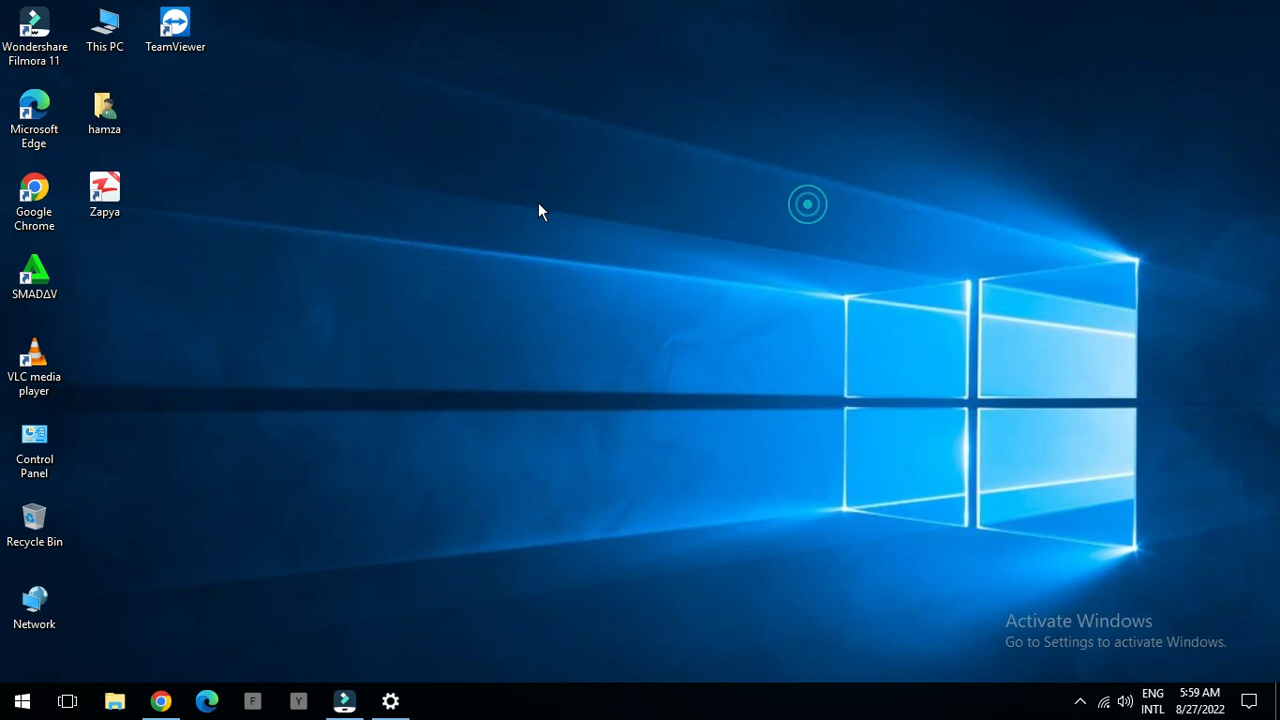 Wondershare
Filmora 11
This PC
TeamViewer
Microsoft
Edge
hamza
Google
Chrome
Zapya
SMADΔV
VLC media
player
Control
Panel
Recycle Bin
Network
Activate Windows
Go to Settings to activate Windows.
F
Y
ENG
INTL
5:59 AM
8/27/2022